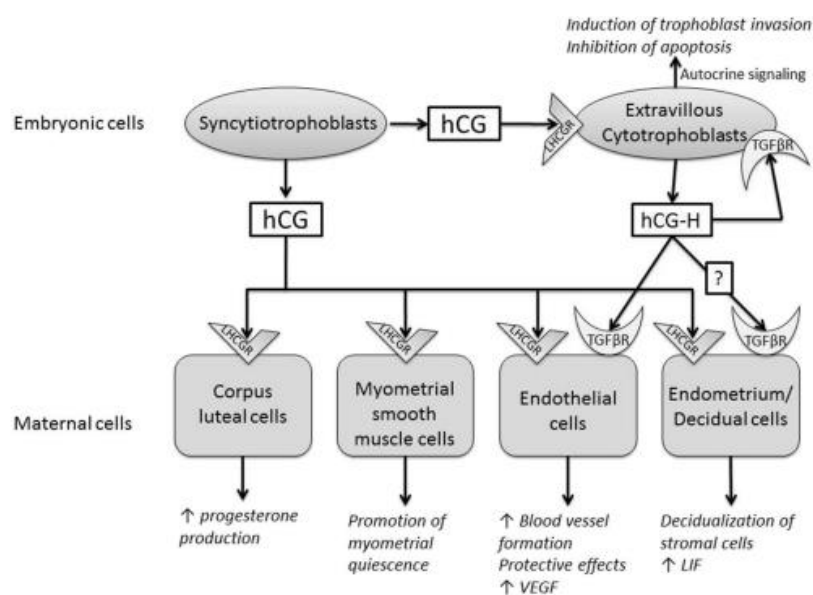 Induction of trophoblast invasion
Inhibition of apoptosis
Autocrine signaling
Embryonic cells
Syncytiotrophoblasts
hCG
LHCGR
Extravillous
Cytotrophoblasts
TGFβR
hCG
hCG-H
?
LHCGR
LHCGR
LHCGR
TGFβR
LHCGR
TGFβR
Maternal cells
Corpus
luteal cells
Myometrial
smooth
muscle cells
Endothelial
cells
Endometrium/
Decidual cells
↑ progesterone
production
Promotion of
myometrial
quiescence
↑ Blood vessel
formation
Protective effects
↑ VEGF
Decidualization of
stromal cells
↑ LIF